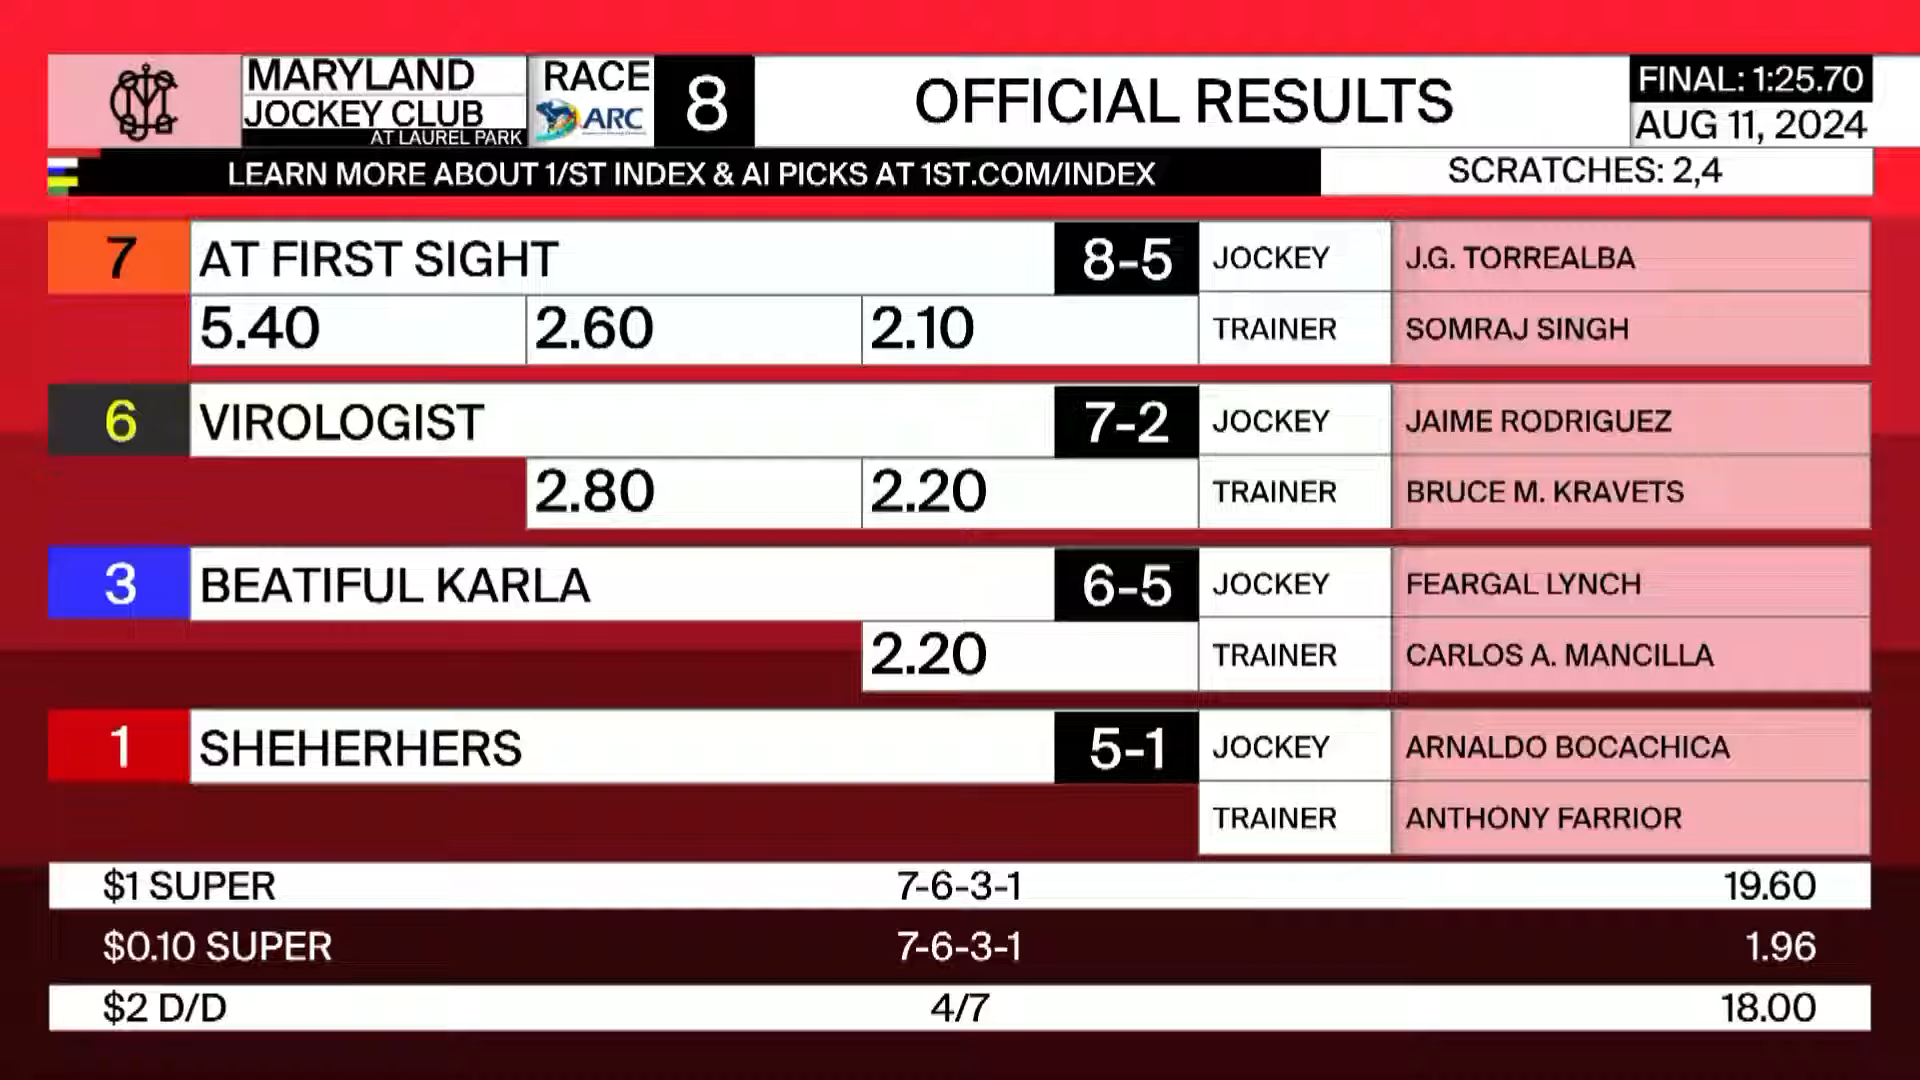 MARYLAND
JOCKEY CLUB
AT LAUREL PARK
RACE
ARC
8
OFFICIAL RESULTS
FINAL: 1:25.70
AUG 11, 2024
LEARN MORE ABOUT 1/ST INDEX & AI PICKS AT 1ST.COM/INDEX
SCRATCHES: 2,4
7 AT FIRST SIGHT 8-5 JOCKEY J.G. TORREALBA
5.40 2.60 2.10 TRAINER SOMRAJ SINGH
6 VIROLOGIST 7-2 JOCKEY JAIME RODRIGUEZ
2.80 2.20 TRAINER BRUCE M. KRAVETS
3 BEATIFUL KARLA 6-5 JOCKEY FEARGAL LYNCH
2.20 TRAINER CARLOS A. MANCILLA
1 SHEHERHERS 5-1 JOCKEY ARNALDO BOCACHICA
TRAINER ANTHONY FARRIOR
$1 SUPER 7-6-3-1 19.60
$0.10 SUPER 7-6-3-1 1.96
$2 D/D 4/7 18.00